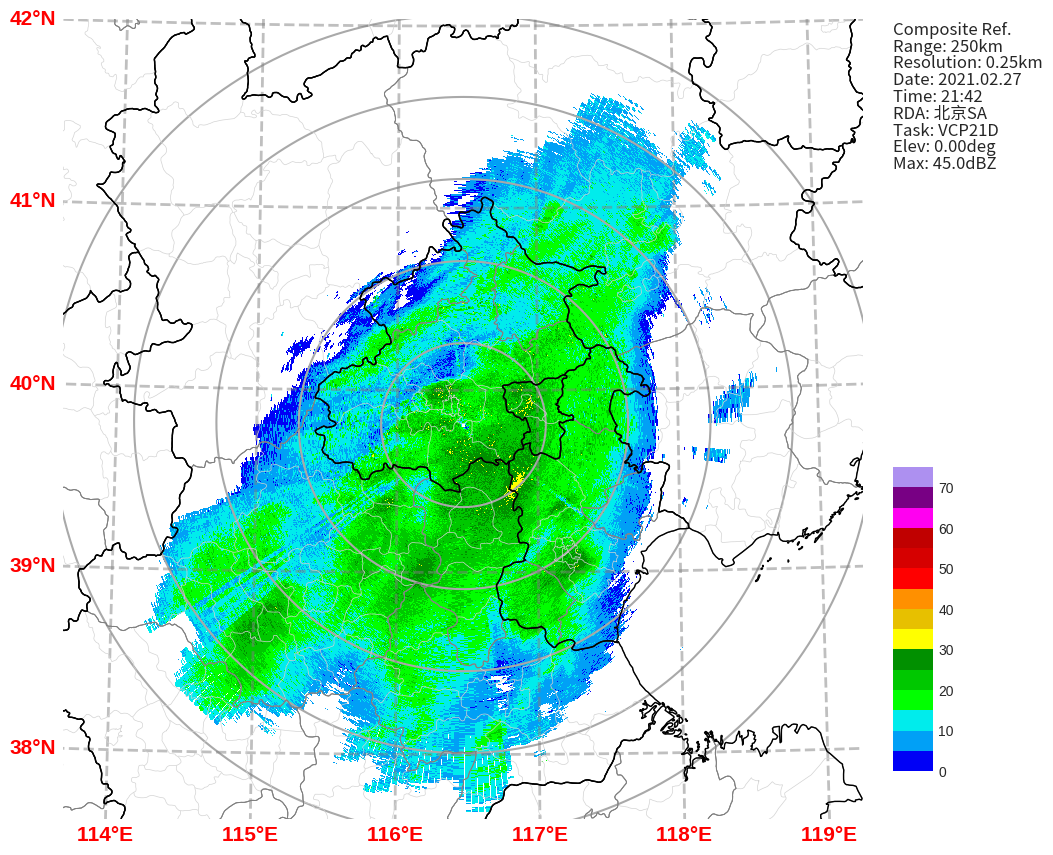 42°N
41°N
40°N
39°N
38°N
114°E
115°E
116°E
117°E
118°E
119°E
Composite Ref.
Range: 250km
Resolution: 0.25km
Date: 2021.02.27
Time: 21:42
RDA: 北京SA
Task: VCP21D
Elev: 0.00deg
Max: 45.0dBZ
70
60
50
40
30
20
10
0